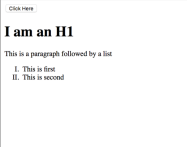 Click Here
I am an H1
This is a paragraph followed by a list
I. This is first
II. This is second